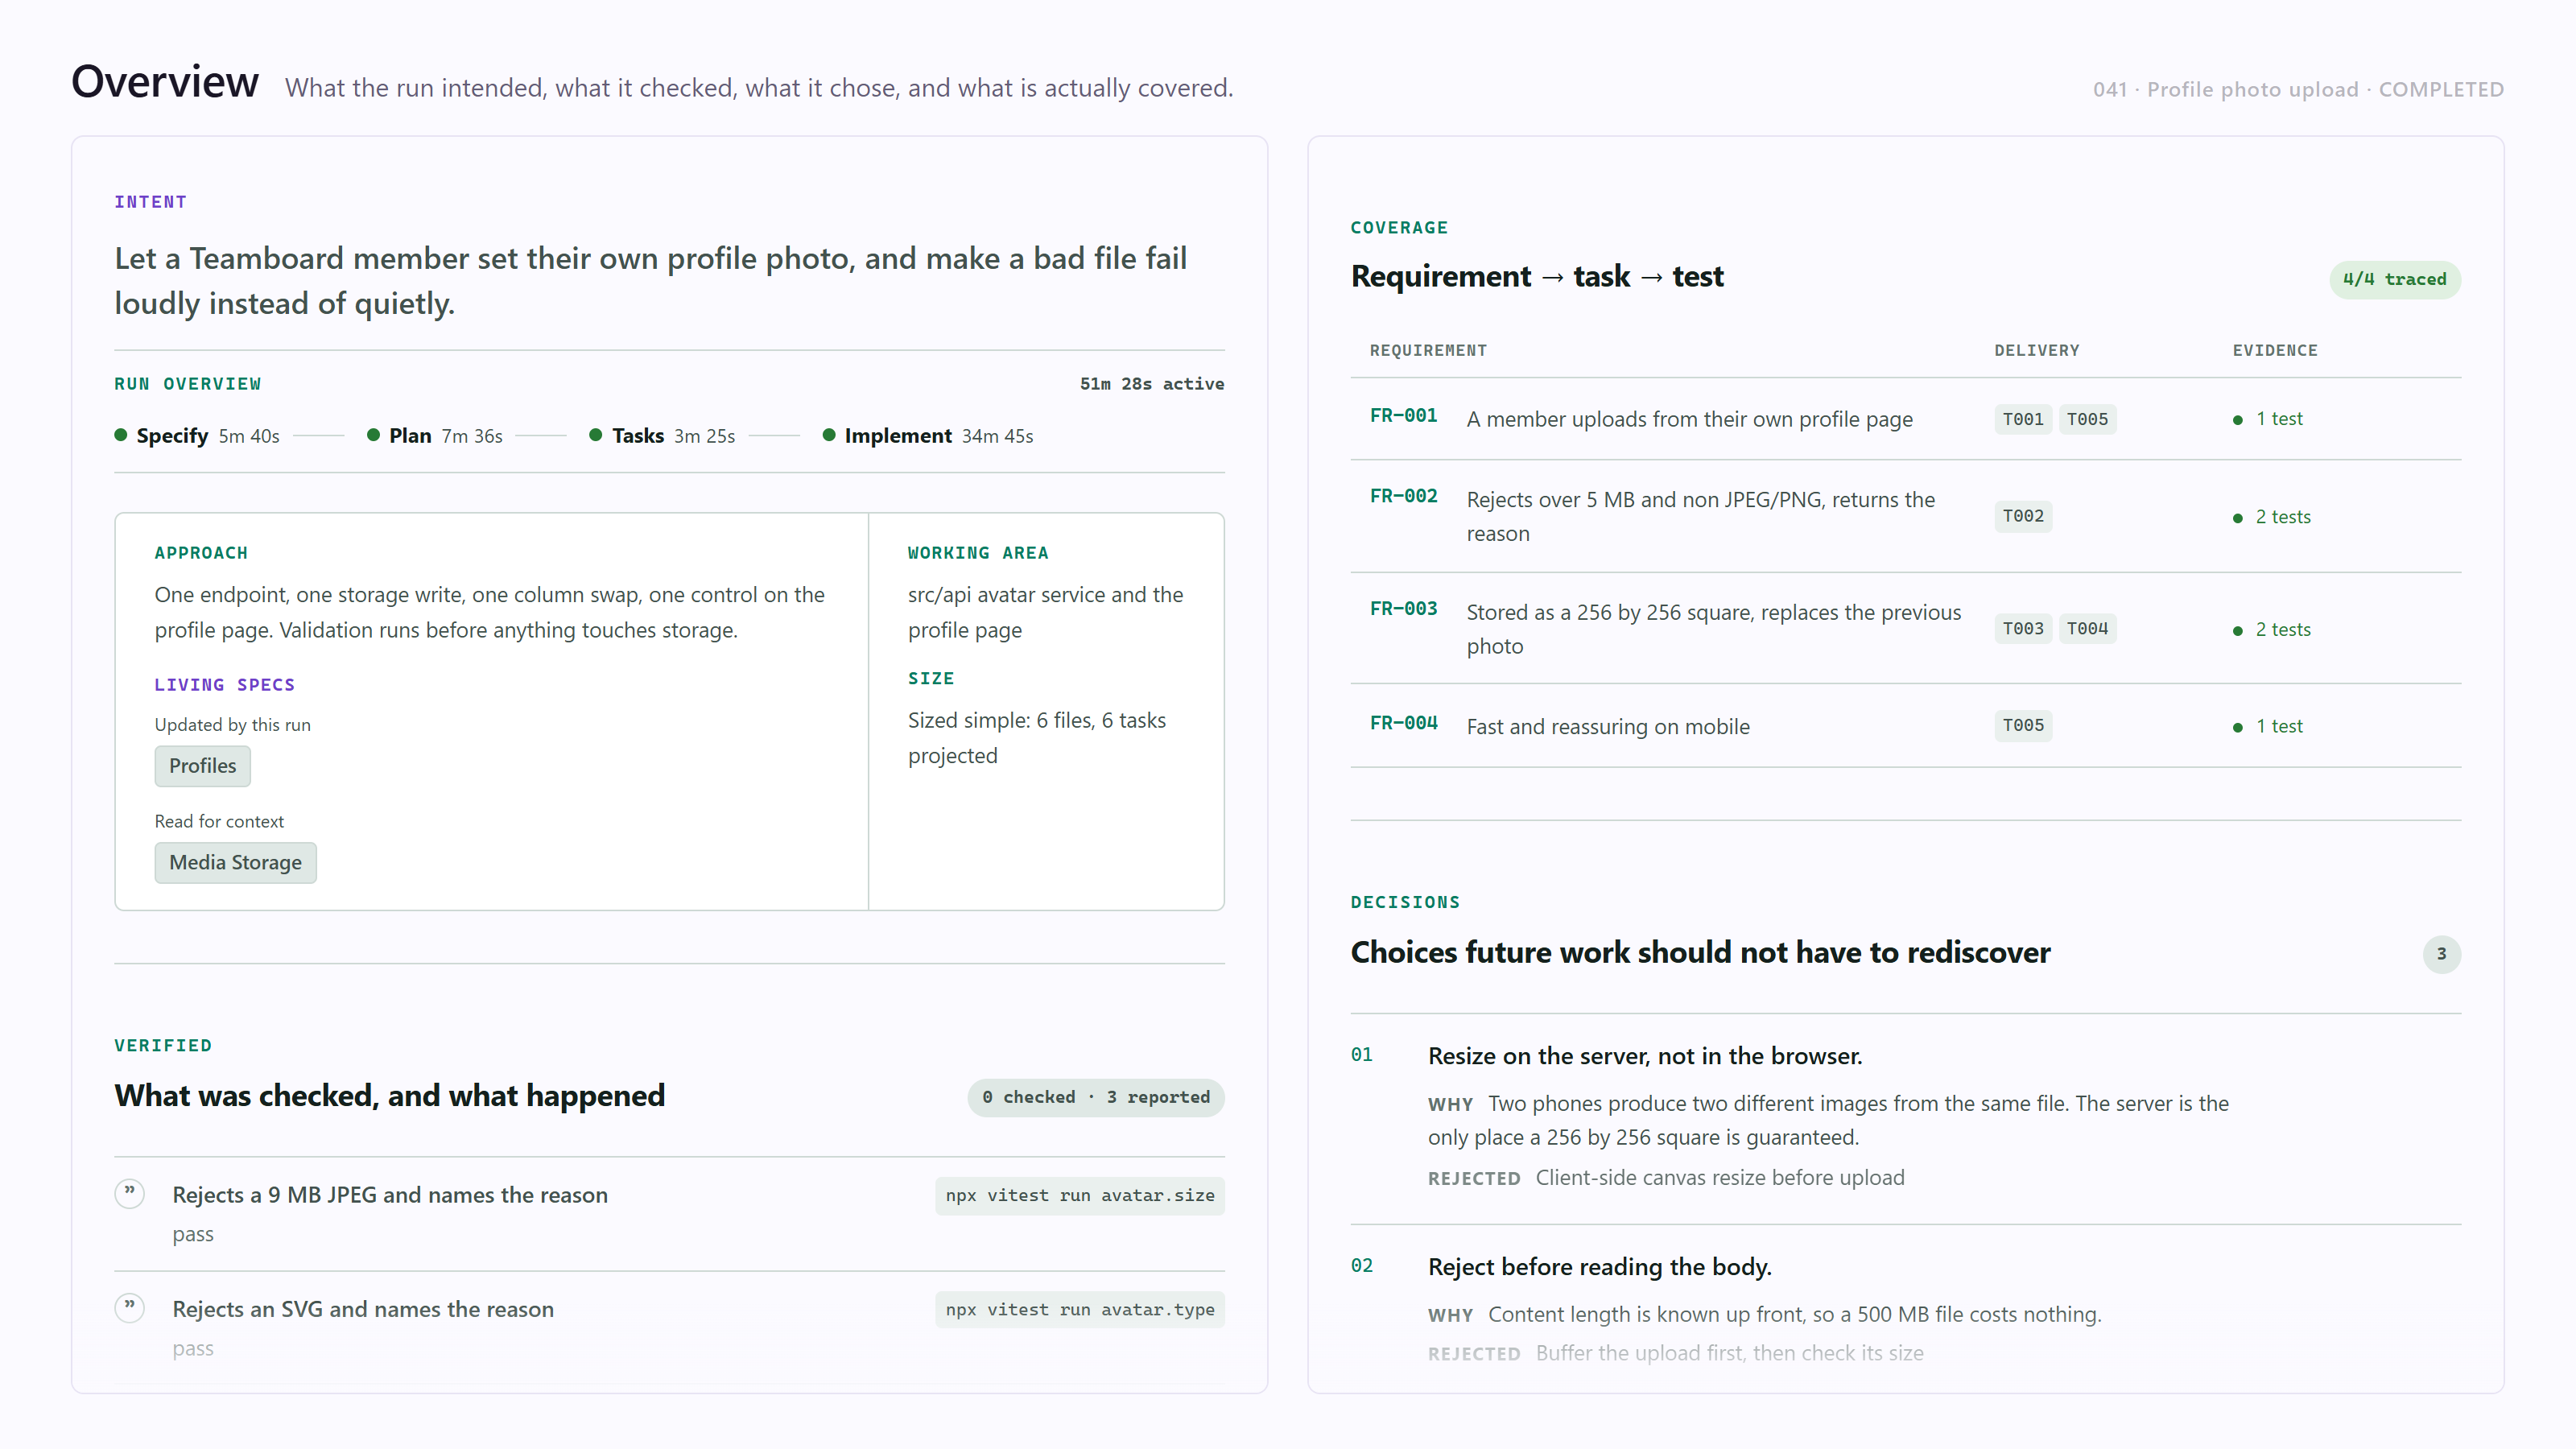 Overview What the run intended, what it checked, what it chose, and what is actually covered.
041 · Profile photo upload · COMPLETED
INTENT
Let a Teamboard member set their own profile photo, and make a bad file fail
loudly instead of quietly.
RUN OVERVIEW 51m 28s active
Specify 5m 40s Plan 7m 36s Tasks 3m 25s Implement 34m 45s
APPROACH
One endpoint, one storage write, one column swap, one control on the
profile page. Validation runs before anything touches storage.
LIVING SPECS
Updated by this run
Profiles
Read for context
Media Storage
WORKING AREA
src/api avatar service and the
profile page
SIZE
Sized simple: 6 files, 6 tasks
projected
VERIFIED
What was checked, and what happened 0 checked · 3 reported
” Rejects a 9 MB JPEG and names the reason npx vitest run avatar.size
pass
” Rejects an SVG and names the reason npx vitest run avatar.type
pass
COVERAGE
Requirement → task → test 4/4 traced
REQUIREMENT DELIVERY EVIDENCE
FR-001 A member uploads from their own profile page T001 T005 1 test
FR-002 Rejects over 5 MB and non JPEG/PNG, returns the
reason T002 2 tests
FR-003 Stored as a 256 by 256 square, replaces the previous
photo T003 T004 2 tests
FR-004 Fast and reassuring on mobile T005 1 test
DECISIONS
Choices future work should not have to rediscover 3
01 Resize on the server, not in the browser.
WHY Two phones produce two different images from the same file. The server is the
only place a 256 by 256 square is guaranteed.
REJECTED Client-side canvas resize before upload
02 Reject before reading the body.
WHY Content length is known up front, so a 500 MB file costs nothing.
REJECTED Buffer the upload first, then check its size